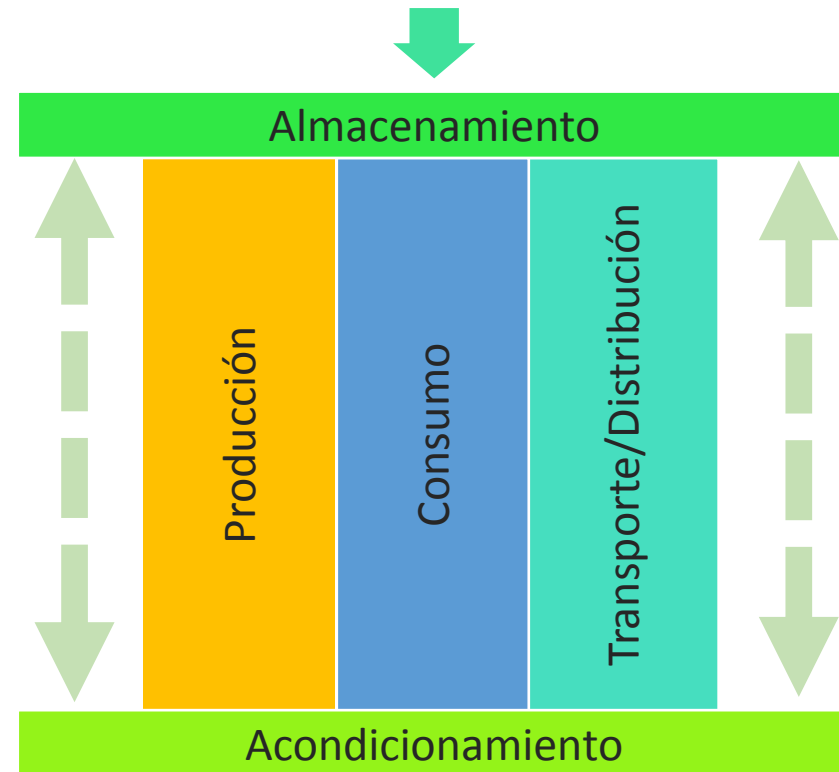 Almacenamiento
Producción
Consumo
Transporte/Distribución
Acondicionamiento